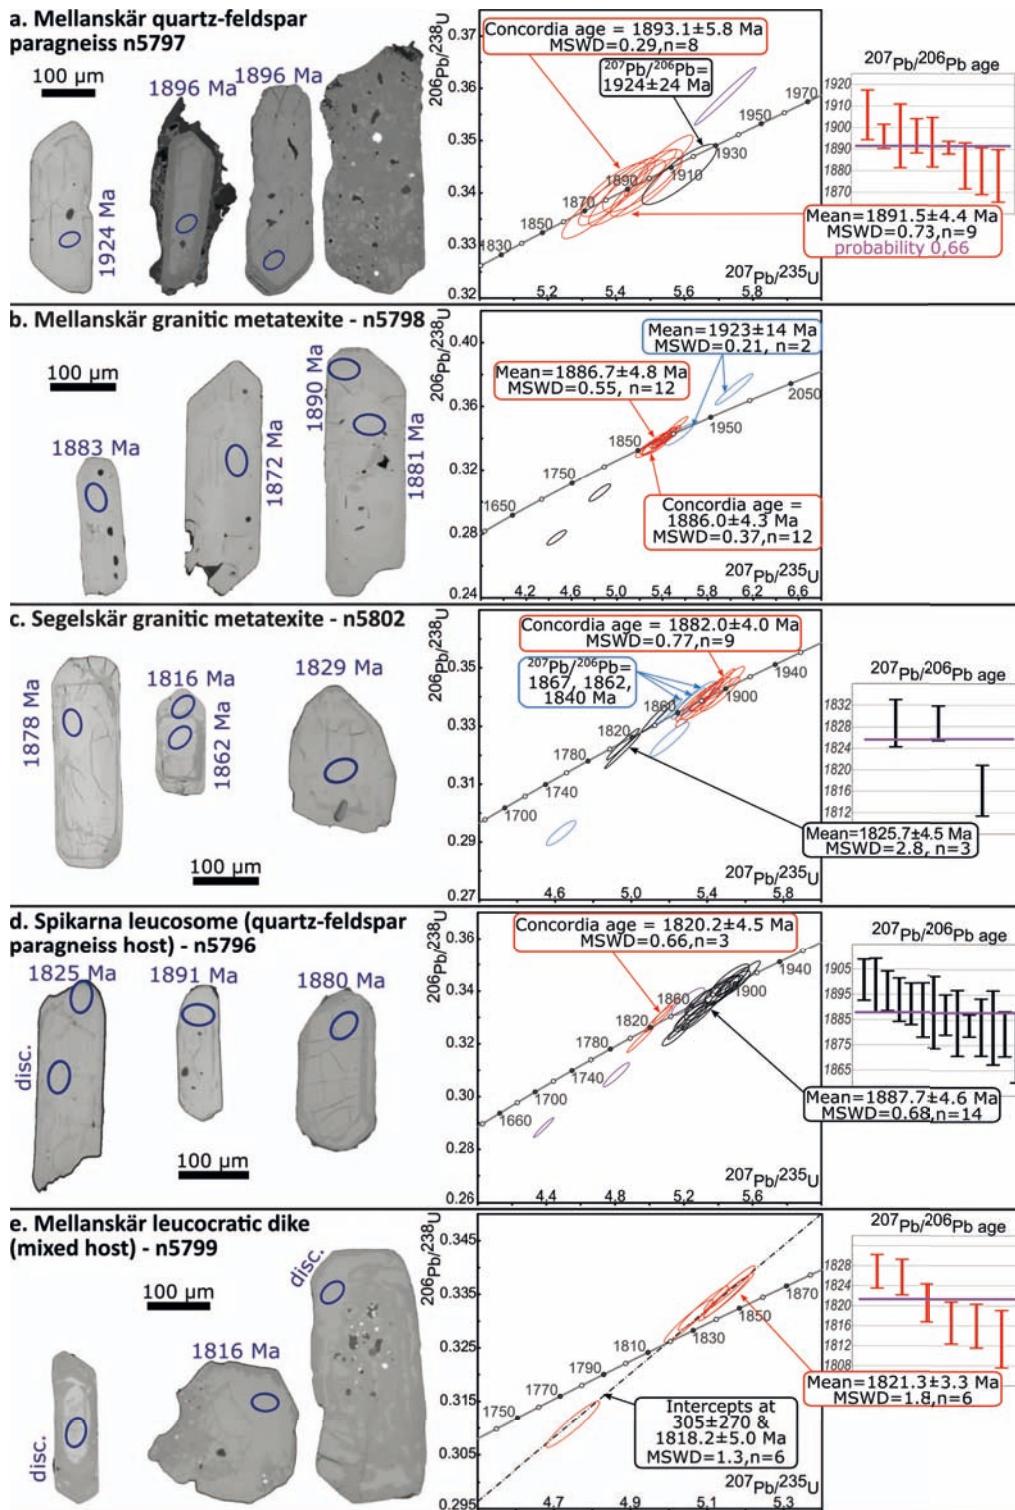 a. Mellanskär quartz-feldspar
paragneiss n5797
100 µm
1896 Ma
1896 Ma
1924 Ma
206Pb/238U
0.37
0.35
0.33
0.32
Concordia age = 1893.1±5.8 Ma
MSWD=0.29,n=8
207Pb/206Pb=
1924±24 Ma
1970
1950
1930
1910
1890
1870
1850
1830
207Pb/235U
5,2
5,4
5,6
5,8
207Pb/206Pb age
1920
1910
1900
1890
1880
1870
Mean=1891.5±4.4 Ma
MSWD=0.73,n=9
probability 0,66
b. Mellanskär granitic metatexite - n5798
100 µm
1883 Ma
1872 Ma
1890 Ma
1881 Ma
206Pb/238U
0.40
0.36
0.32
0.28
0.24
Mean=1923±14 Ma
MSWD=0.21, n=2
Mean=1886.7±4.8 Ma
MSWD=0.55, n=12
2050
1950
1850
1750
1650
Concordia age =
1886.0±4.3 Ma
MSWD=0.37,n=12
207Pb/235U
4,2
4,6
5,0
5,4
5,8
6,2
6,6
c. Segelskär granitic metatexite - n5802
1878 Ma
1816 Ma
1862 Ma
1829 Ma
100 µm
206Pb/238U
0.35
0.33
0.31
0.29
0.27
Concordia age = 1882.0±4.0 Ma
MSWD=0.77,n=9
207Pb/206Pb=
1867, 1862,
1840 Ma
1940
1900
1860
1820
1780
1740
1700
207Pb/235U
4,6
5,0
5,4
5,8
207Pb/206Pb age
1832
1828
1824
1820
1816
1812
Mean=1825.7±4.5 Ma
MSWD=2.8, n=3
d. Spikarna leucosome (quartz-feldspar
paragneiss host) - n5796
1825 Ma
1891 Ma
1880 Ma
disc.
100 µm
206Pb/238U
0.36
0.34
0.32
0.30
0.28
0.26
Concordia age = 1820.2±4.5 Ma
MSWD=0.66,n=3
1940
1900
1860
1820
1780
1740
1700
1660
207Pb/235U
4,4
4,8
5,2
5,6
207Pb/206Pb age
1905
1895
1885
1875
1865
Mean=1887.7±4.6 Ma
MSWD=0.68,n=14
e. Mellanskär leucocratic dike
(mixed host) - n5799
100 µm
disc.
1816 Ma
disc.
206Pb/238U
0.345
0.335
0.325
0.315
0.305
0.295
1870
1850
1830
1810
1790
1770
1750
Intercepts at
305±270 &
1818.2±5.0 Ma
MSWD=1.3,n=6
207Pb/235U
4,7
4,9
5,1
5,3
207Pb/206Pb age
1828
1824
1820
1816
1812
1808
Mean=1821.3±3.3 Ma
MSWD=1.8,n=6